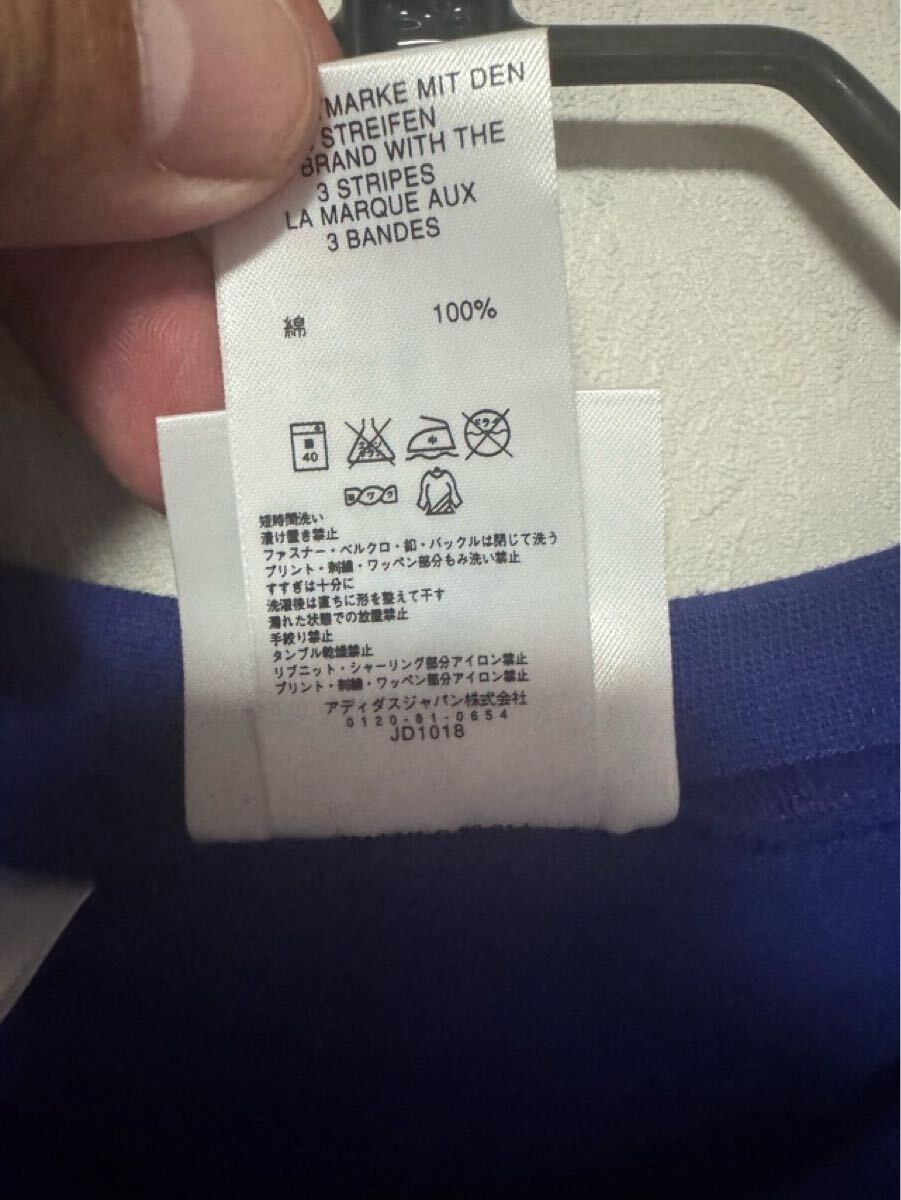 MARKE MIT DEN
STREIFEN
BRAND WITH THE
3 STRIPES
LA MARQUE AUX
3 BANDES
綿 100%
40 中 ドライ
短時間洗い
漬け置き禁止
ファスナー・ベルクロ・釦・バックルは閉じて洗う
プリント・刺繍・ワッペン部分もみ洗い禁止
すすぎは十分に
洗濯後は直ちに形を整えて干す
濡れた状態での放置禁止
手絞り禁止
タンブル乾燥禁止
リブニット・シャーリング部分アイロン禁止
プリント・刺繍・ワッペン部分アイロン禁止
アディダスジャパン株式会社
0120-81-0654
JD1018